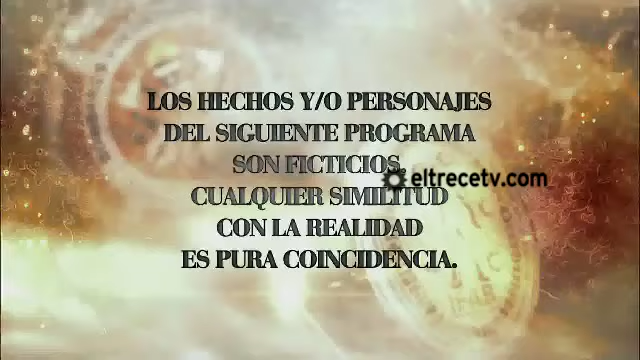 LOS HECHOS Y/O PERSONAJES
DEL SIGUIENTE PROGRAMA
SON FICTICIOS.
eltrecetv.com
CUALQUIER SIMILITUD
CON LA REALIDAD
ES PURA COINCIDENCIA.